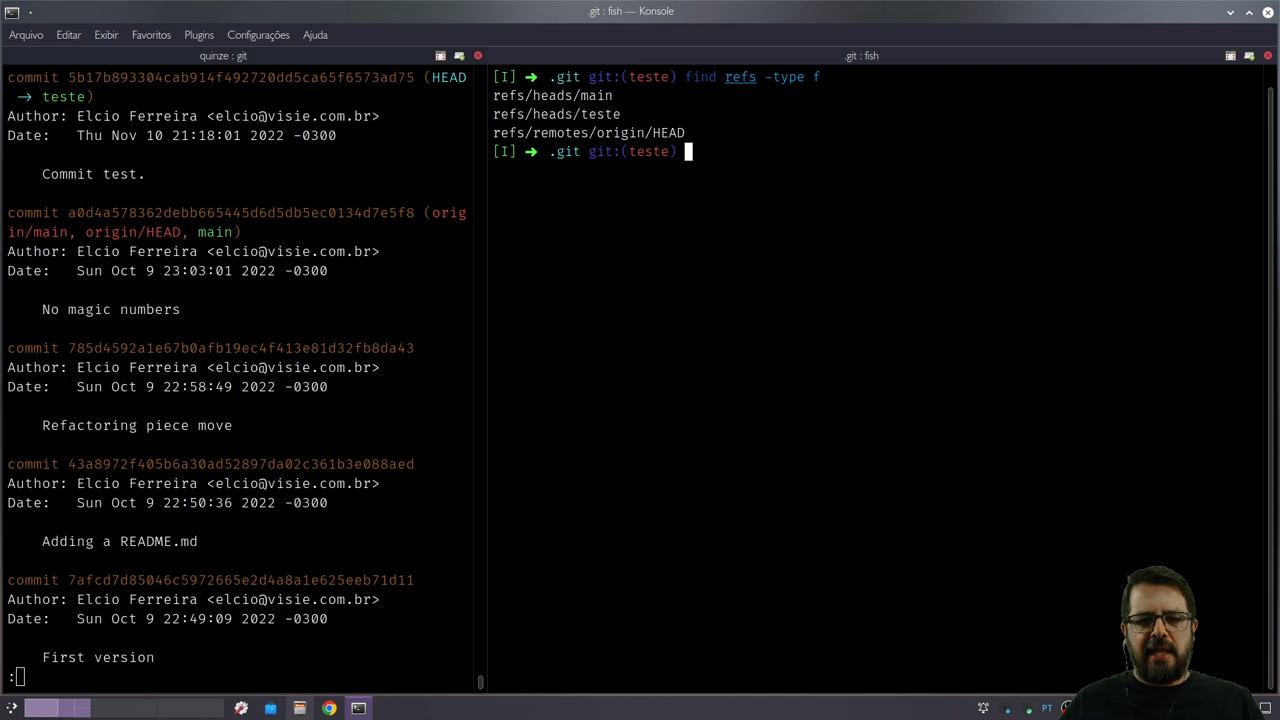 .git : fish — Konsole
Arquivo Editar Exibir Favoritos Plugins Configurações Ajuda
quinze : git
.git : fish
commit 5b17b893304cab914f492720dd5ca65f6573ad75 (HEAD
→ teste)
Author: Elcio Ferreira <elcio@visie.com.br>
Date:   Thu Nov 10 21:18:01 2022 -0300
Commit test.
commit a0d4a578362debb665445d6d5db5ec0134d7e5f8 (orig
in/main, origin/HEAD, main)
Author: Elcio Ferreira <elcio@visie.com.br>
Date:   Sun Oct 9 23:03:01 2022 -0300
No magic numbers
commit 785d4592a1e67b0afb19ec4f413e81d32fb8da43
Author: Elcio Ferreira <elcio@visie.com.br>
Date:   Sun Oct 9 22:58:49 2022 -0300
Refactoring piece move
commit 43a8972f405b6a30ad52897da02c361b3e088aed
Author: Elcio Ferreira <elcio@visie.com.br>
Date:   Sun Oct 9 22:50:36 2022 -0300
Adding a README.md
commit 7afcd7d85046c5972665e2d4a8a1e625eeb71d11
Author: Elcio Ferreira <elcio@visie.com.br>
Date:   Sun Oct 9 22:49:09 2022 -0300
First version
:
[I] → .git git:(teste) find refs -type f
refs/heads/main
refs/heads/teste
refs/remotes/origin/HEAD
[I] → .git git:(teste)
PT